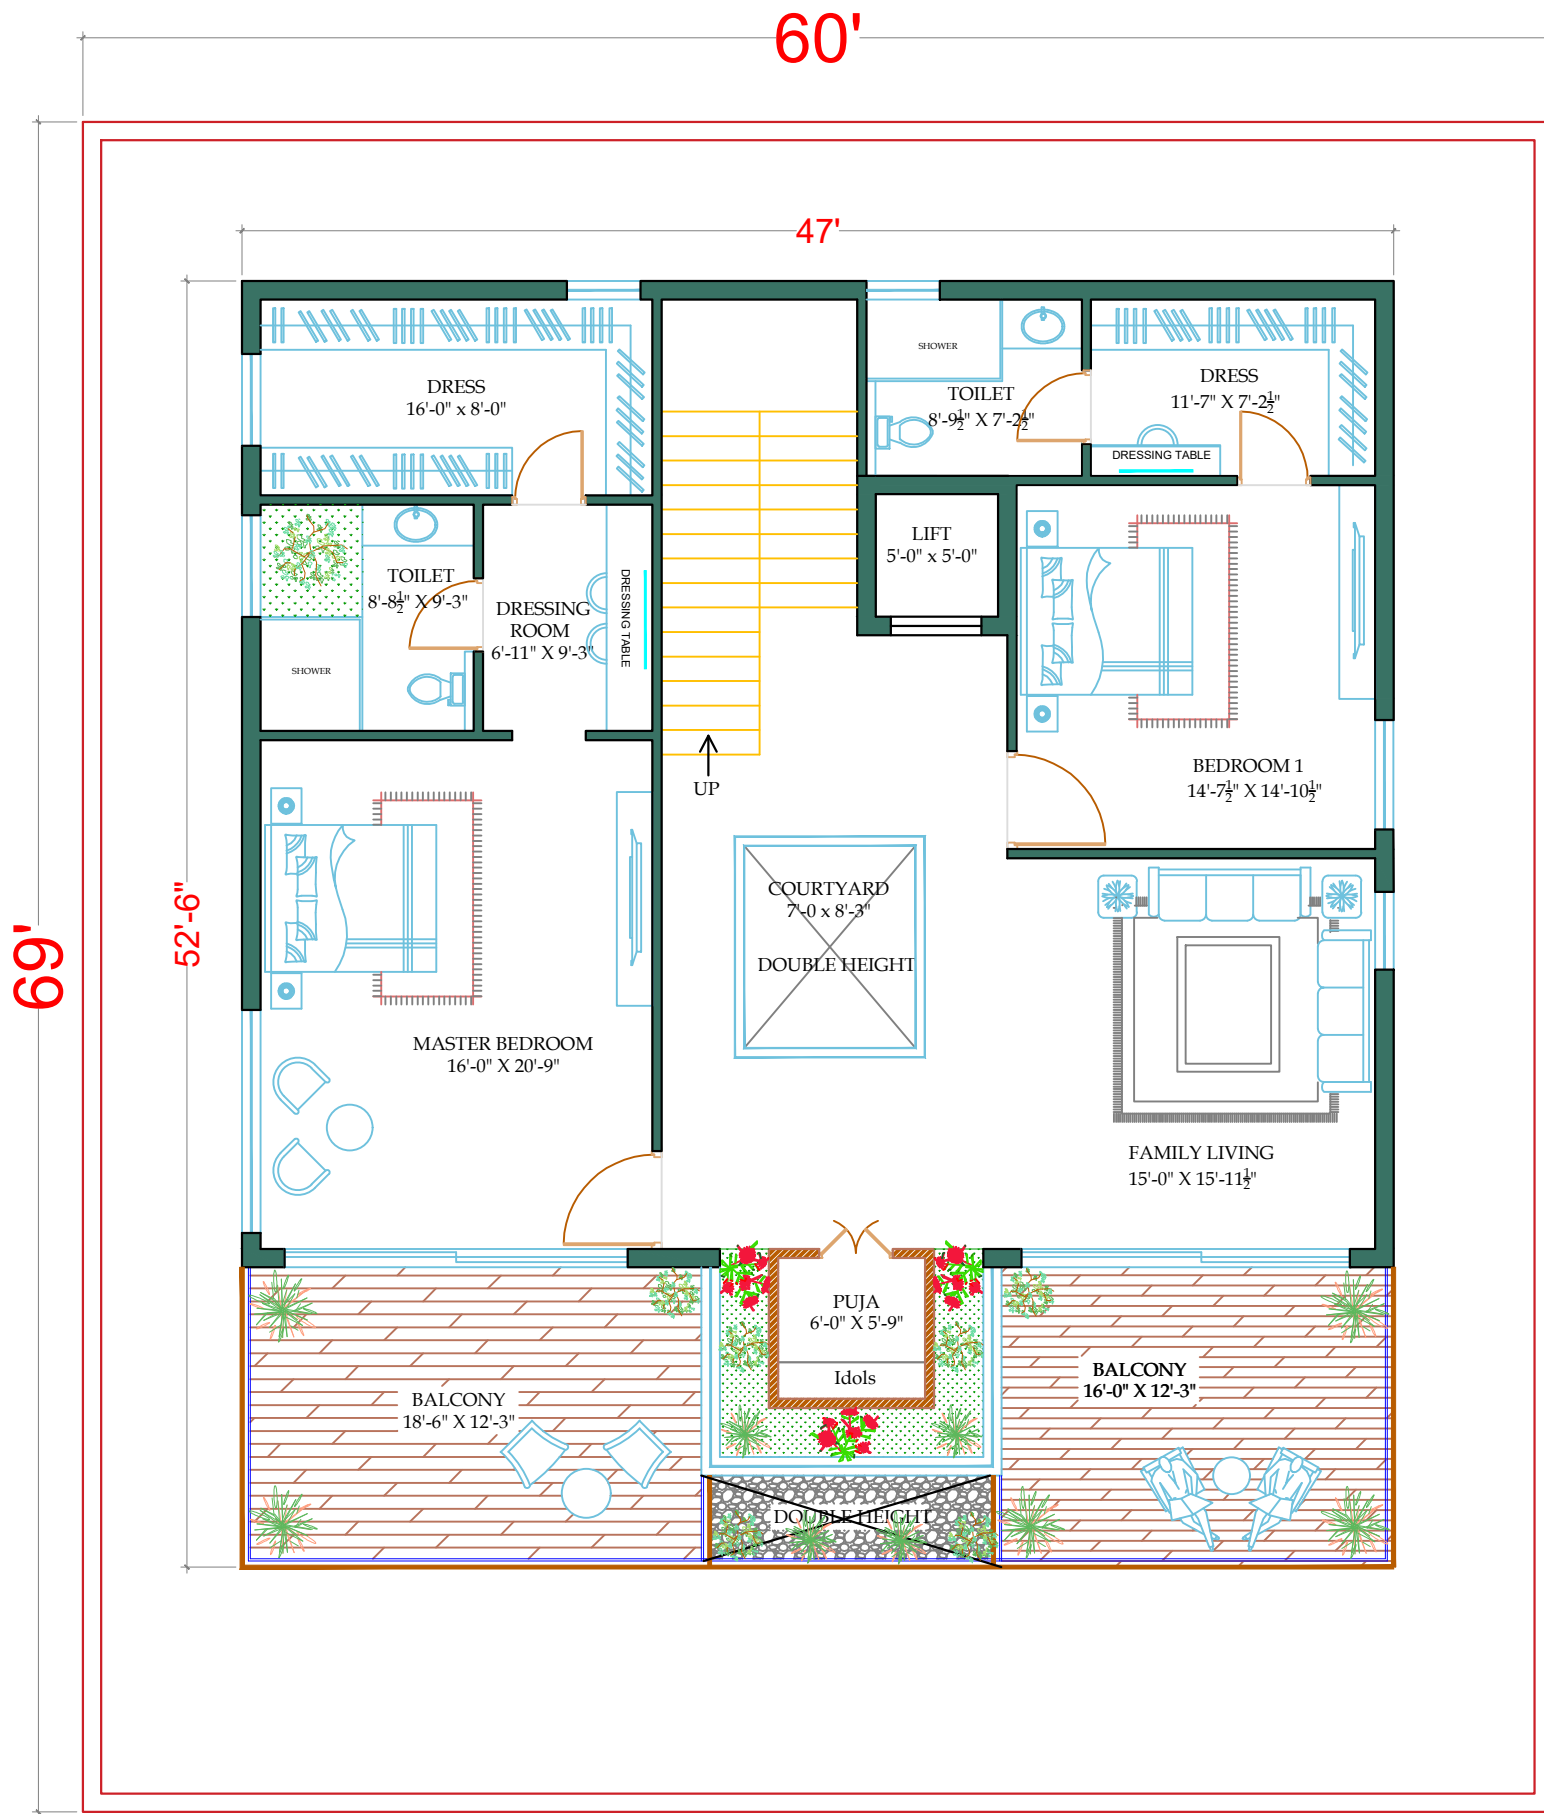 60'
47'
69'
52'-6"
DRESS
16'-0" x 8'-0"
SHOWER
TOILET
8'-9½" X 7'-2½"
DRESS
11'-7" X 7'-2½"
DRESSING TABLE
LIFT
5'-0" x 5'-0"
TOILET
8'-8½" X 9'-3"
SHOWER
DRESSING
ROOM
6'-11" X 9'-3"
DRESSING TABLE
UP
BEDROOM 1
14'-7½" X 14'-10½"
COURTYARD
7'-0 x 8'-3"
DOUBLE HEIGHT
MASTER BEDROOM
16'-0" X 20'-9"
FAMILY LIVING
15'-0" X 15'-11½"
PUJA
6'-0" X 5'-9"
Idols
BALCONY
18'-6" X 12'-3"
BALCONY
16'-0" X 12'-3"
DOUBLE HEIGHT